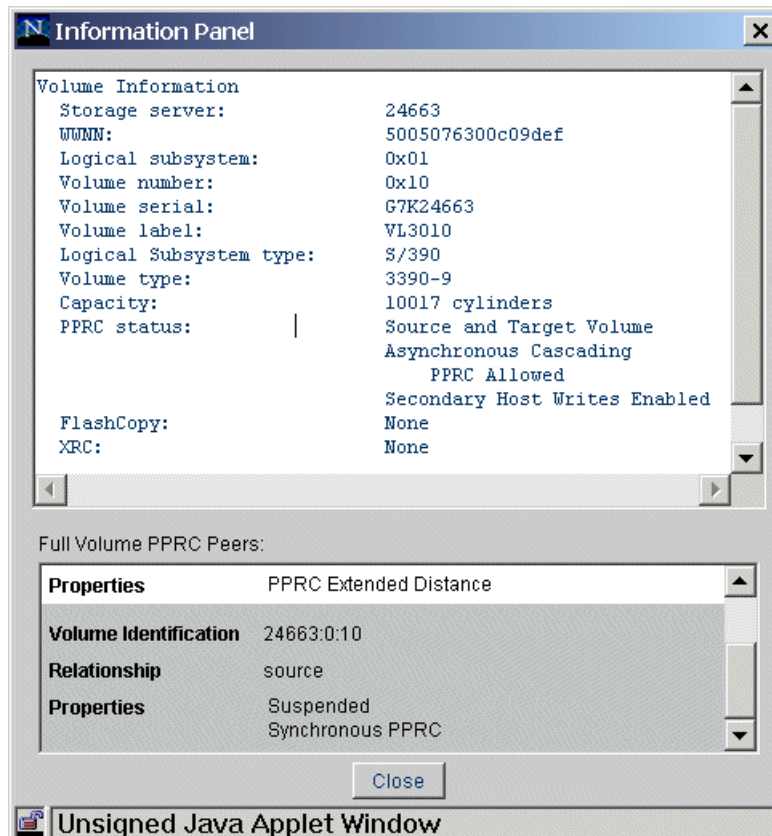 N Information Panel
Volume Information
Storage server: 24663
WWNN: 5005076300c09def
Logical subsystem: 0x01
Volume number: 0x10
Volume serial: G7K24663
Volume label: VL3010
Logical Subsystem type: S/390
Volume type: 3390-9
Capacity: 10017 cylinders
PPRC status: Source and Target Volume
Asynchronous Cascading
PPRC Allowed
Secondary Host Writes Enabled
FlashCopy: None
XRC: None
Full Volume PPRC Peers:
Properties PPRC Extended Distance
Volume Identification 24663:0:10
Relationship source
Properties Suspended
Synchronous PPRC
Close
Unsigned Java Applet Window